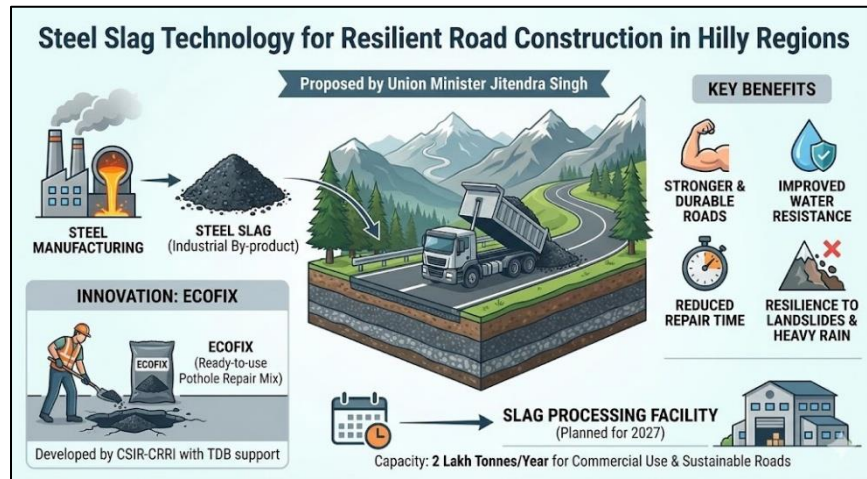 Steel Slag Technology for Resilient Road Construction in Hilly Regions
Proposed by Union Minister Jitendra Singh
STEEL
MANUFACTURING
STEEL SLAG
(Industrial By-product)
KEY BENEFITS
STRONGER &
DURABLE
ROADS
IMPROVED
WATER
RESISTANCE
REDUCED
REPAIR TIME
RESILIENCE TO
LANDSLIDES &
HEAVY RAIN
INNOVATION: ECOFIX
ECOFIX
ECOFIX
(Ready-to-use
Pothole Repair Mix)
Developed by CSIR-CRRI with TDB support
SLAG PROCESSING FACILITY
(Planned for 2027)
Capacity: 2 Lakh Tonnes/Year for Commercial Use & Sustainable Roads